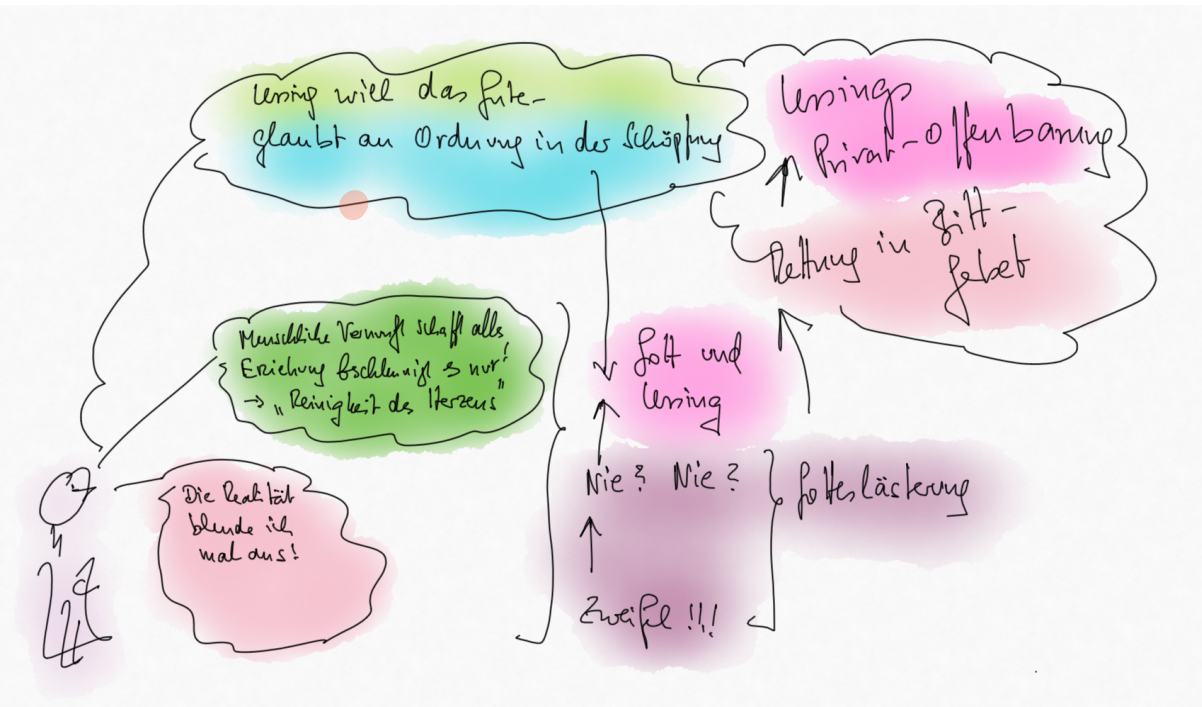 Lessing will das Gute-
glaubt an Ordnung in der Schöpfung
Lessings
Privat-Offenbarung
Rettung in Bitt-
gebet
Menschliche Vernunft schafft alles
Erziehung beschleunigt es nur!
→ „Reinigkeit des Herzens"
Gott und
Lessing
Nie? Nie?
Gotteslästerung
Die Realität
blende ich
mal aus!
Zweifel !!!